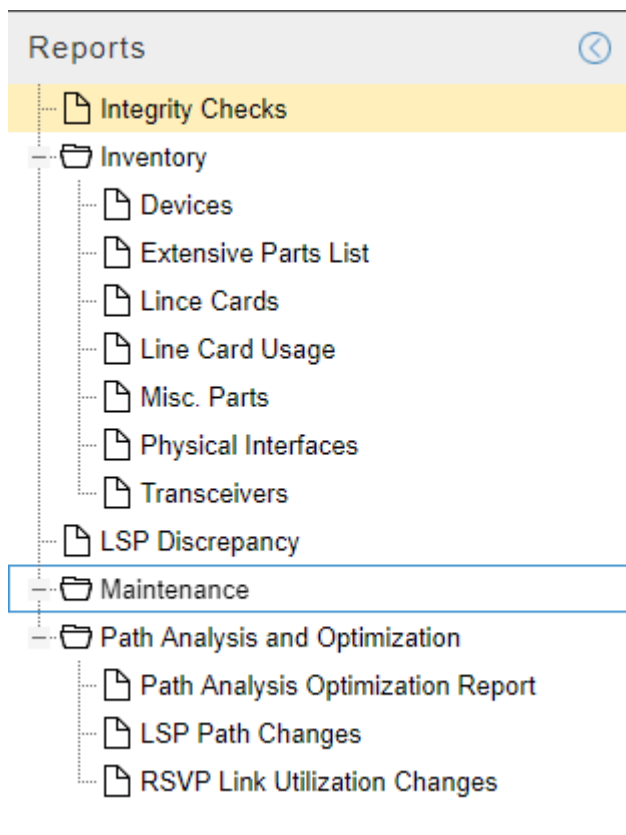 Reports
Integrity Checks
Inventory
Devices
Extensive Parts List
Lince Cards
Line Card Usage
Misc. Parts
Physical Interfaces
Transceivers
LSP Discrepancy
Maintenance
Path Analysis and Optimization
Path Analysis Optimization Report
LSP Path Changes
RSVP Link Utilization Changes